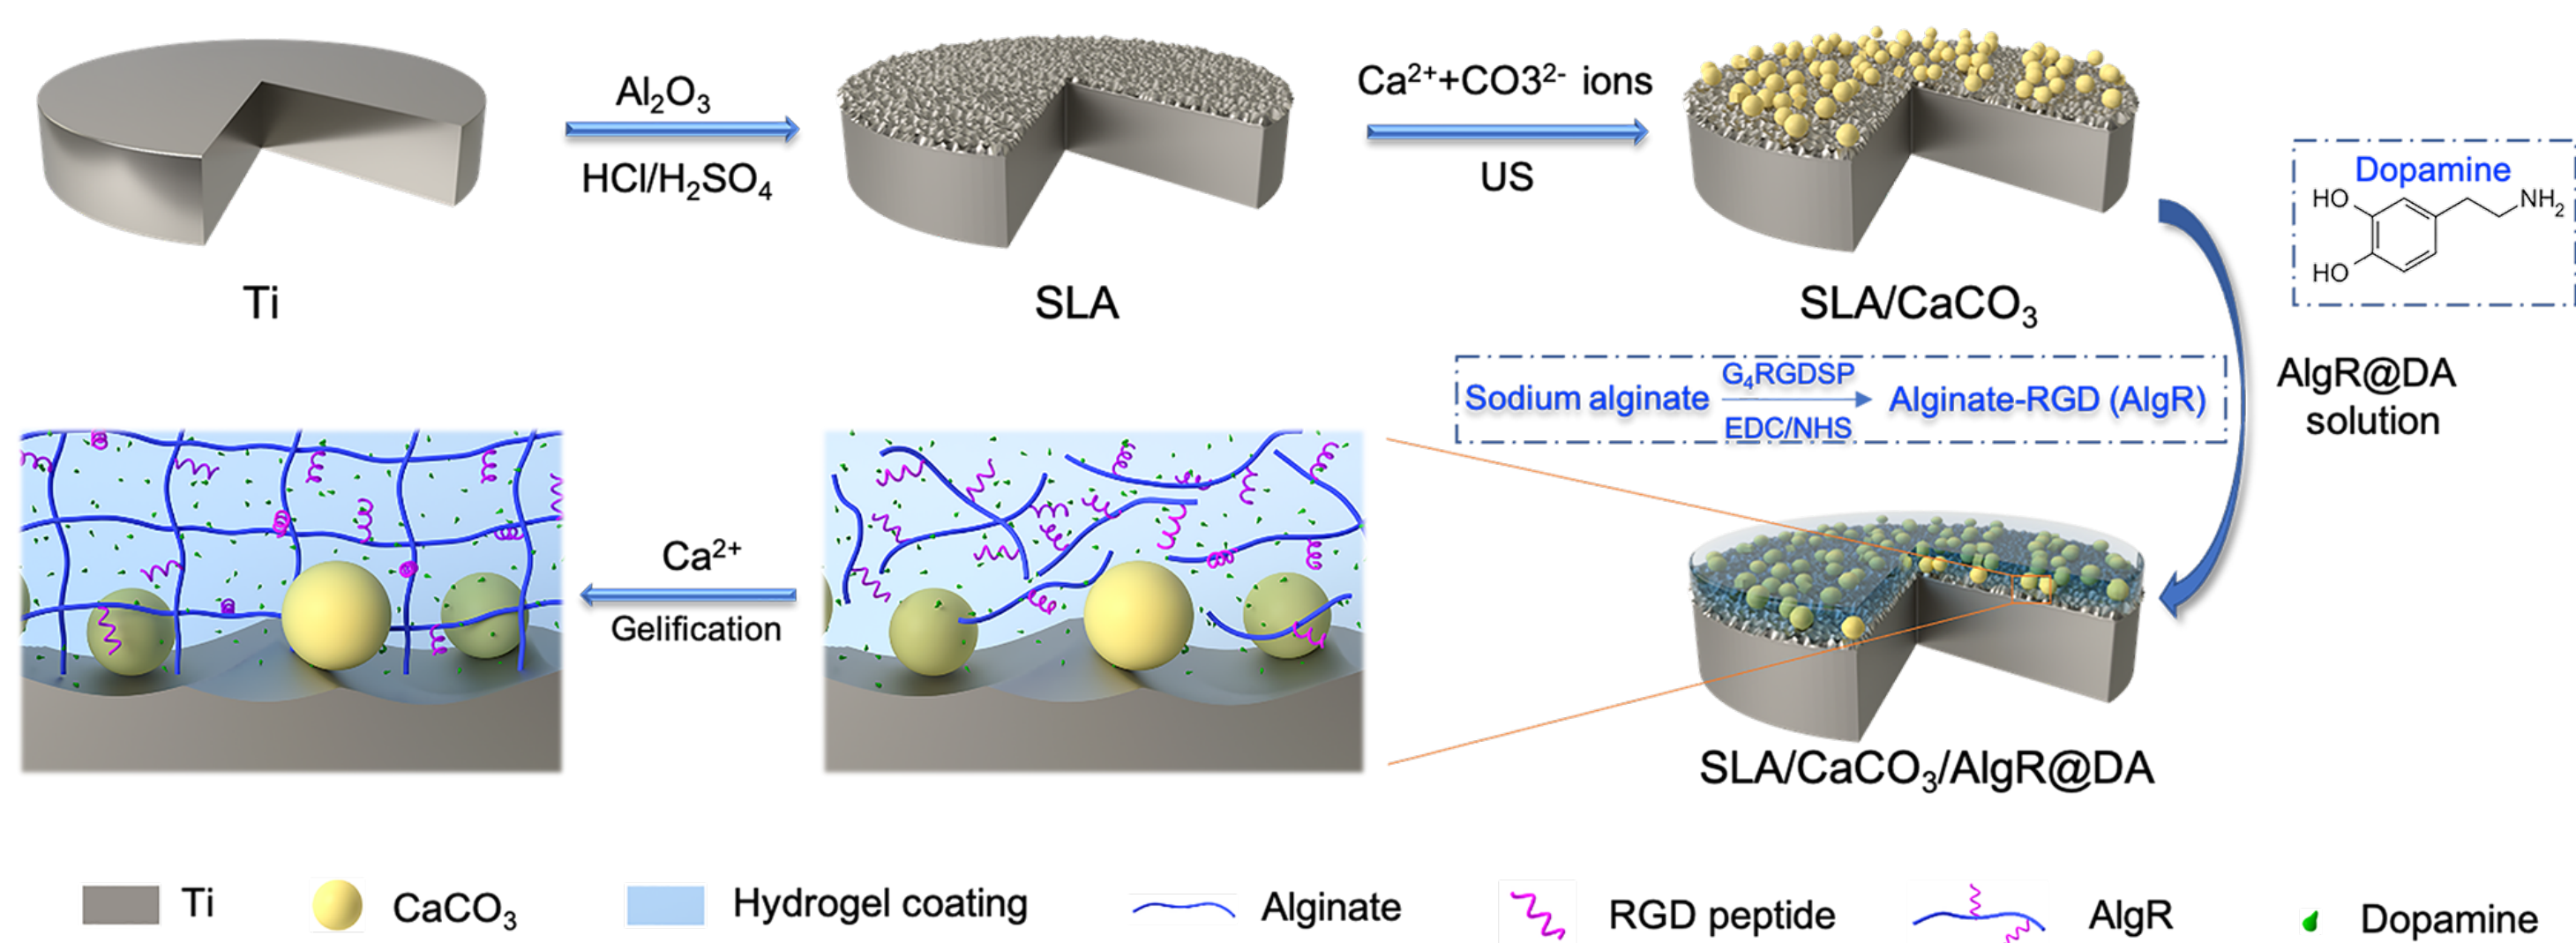 Al₂O₃
HCl/H₂SO₄
Ca²⁺+CO3²⁻ ions
US
Ti
SLA
SLA/CaCO₃
Dopamine
HO
NH₂
HO
AlgR@DA
solution
Sodium alginate
G₄RGDSP
EDC/NHS
Alginate-RGD (AlgR)
SLA/CaCO₃/AlgR@DA
Ca²⁺
Gelification
Ti
CaCO₃
Hydrogel coating
Alginate
RGD peptide
AlgR
Dopamine